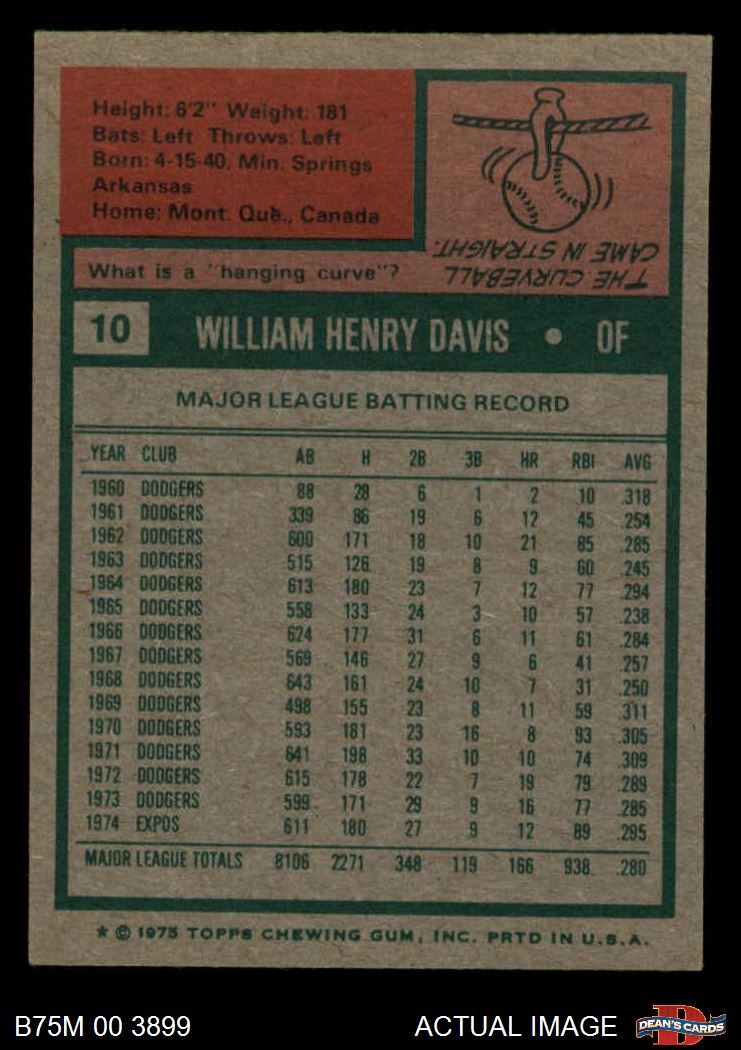 Height: 6'2" Weight: 181
Bats: Left Throws: Left
Born: 4-15-40, Min. Springs
Arkansas
Home: Mont. Que., Canada
What is a "hanging curve"?
THE CURVEBALL
CAME IN STRAIGHT.
10 WILLIAM HENRY DAVIS • OF
MAJOR LEAGUE BATTING RECORD
YEAR CLUB AB H 2B 3B HR RBI AVG
1960 DODGERS 88 28 6 1 2 10 .318
1961 DODGERS 339 86 19 6 12 45 .254
1962 DODGERS 600 171 18 10 21 85 .285
1963 DODGERS 515 126 19 8 9 60 .245
1964 DODGERS 613 180 23 7 12 77 .294
1965 DODGERS 558 133 24 3 10 57 .238
1966 DODGERS 624 177 31 6 11 61 .284
1967 DODGERS 569 146 27 9 6 41 .257
1968 DODGERS 643 161 24 10 7 31 .250
1969 DODGERS 498 155 23 8 11 59 .311
1970 DODGERS 593 181 23 16 8 93 .305
1971 DODGERS 641 198 33 10 10 74 .309
1972 DODGERS 615 178 22 7 19 79 .289
1973 DODGERS 599 171 29 9 16 77 .285
1974 EXPOS 611 180 27 9 12 89 .295
MAJOR LEAGUE TOTALS 8106 2271 348 119 166 938 .280
* © 1975 TOPPS CHEWING GUM, INC. PRTD IN U.S.A.
B75M 00 3899 ACTUAL IMAGE
DEAN'S CARDS